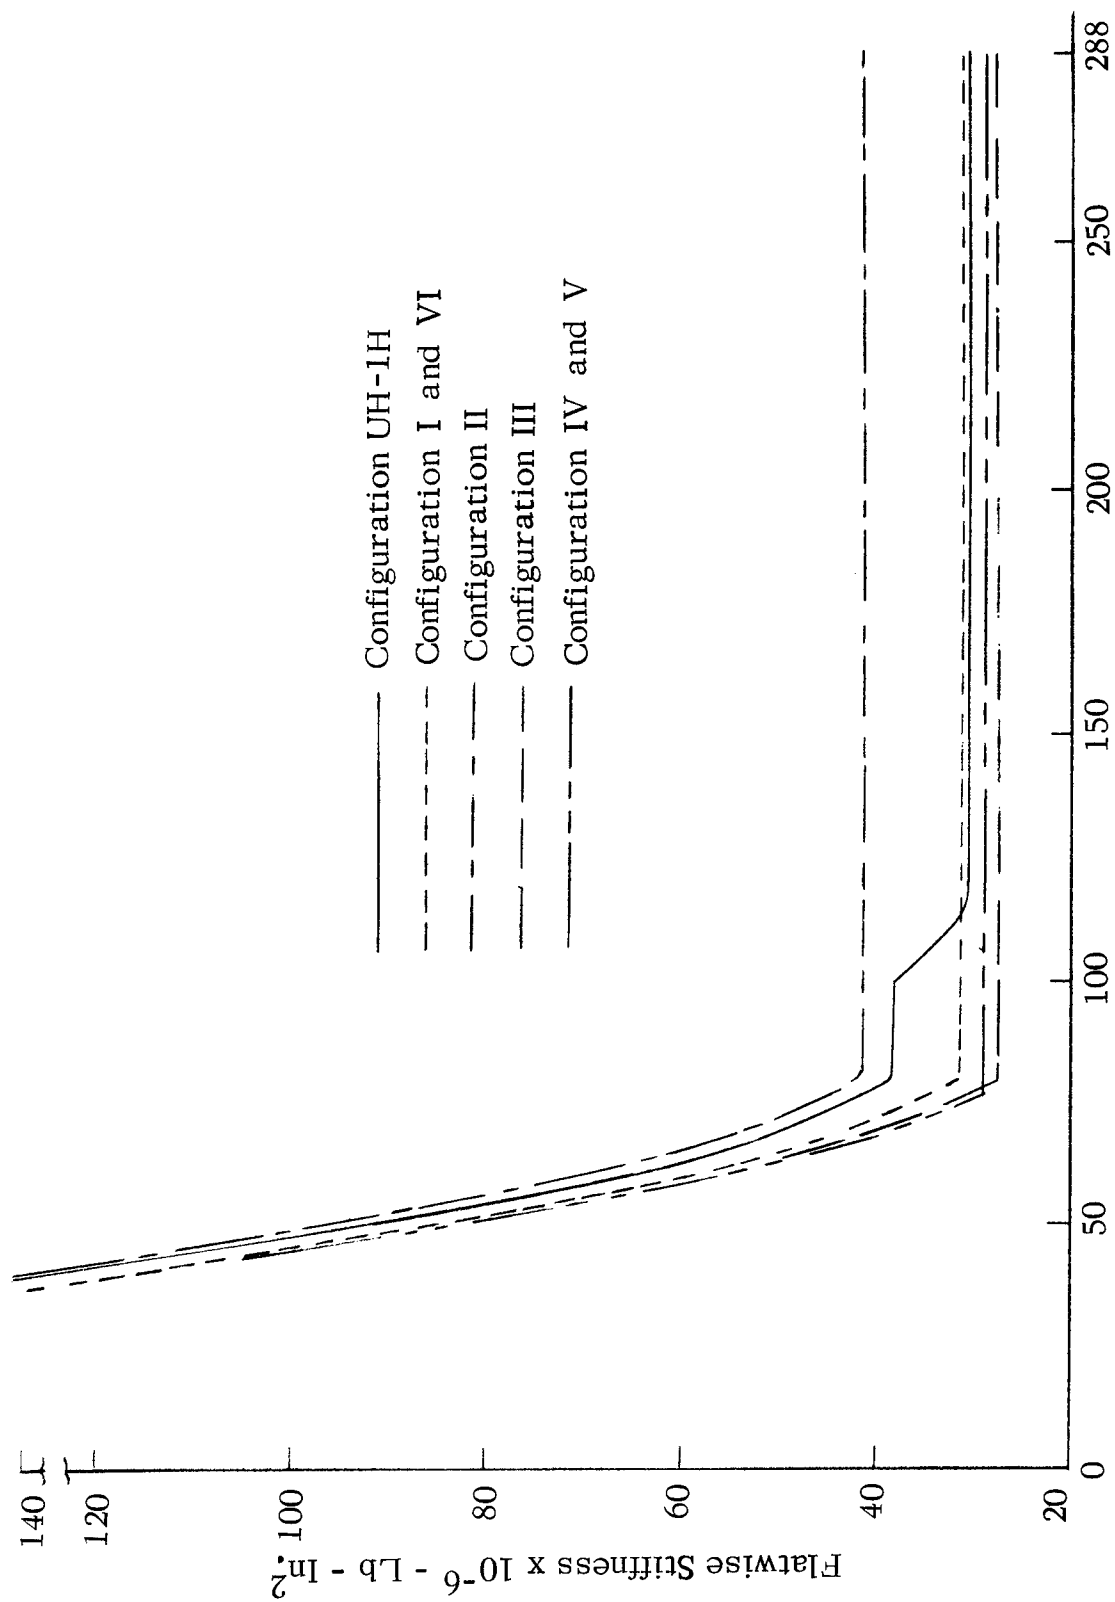 Flatwise Stiffness x 10⁻⁶ - Lb - In.²
140
120
100
80
60
40
20
Configuration UH-1H
Configuration I and VI
Configuration II
Configuration III
Configuration IV and V
0
50
100
150
200
250
288